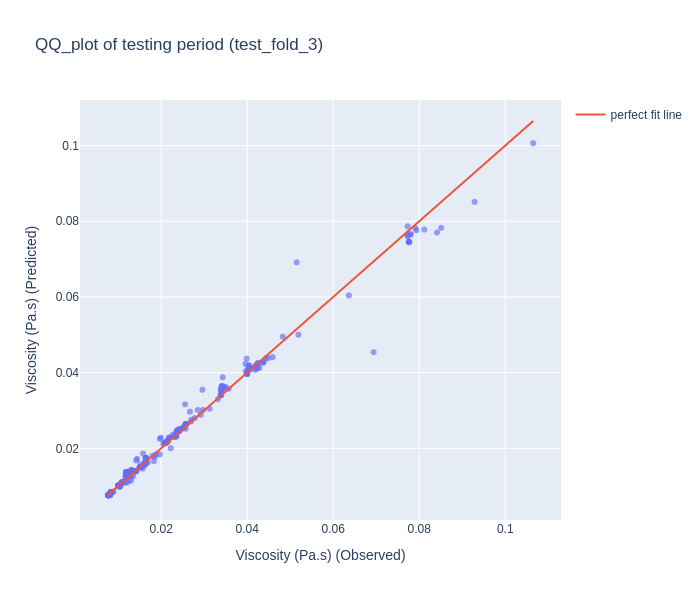 QQ_plot of testing period (test_fold_3)
perfect fit line
0.1
0.08
0.06
0.04
0.02
Viscosity (Pa.s) (Predicted)
0.02 0.04 0.06 0.08 0.1
Viscosity (Pa.s) (Observed)